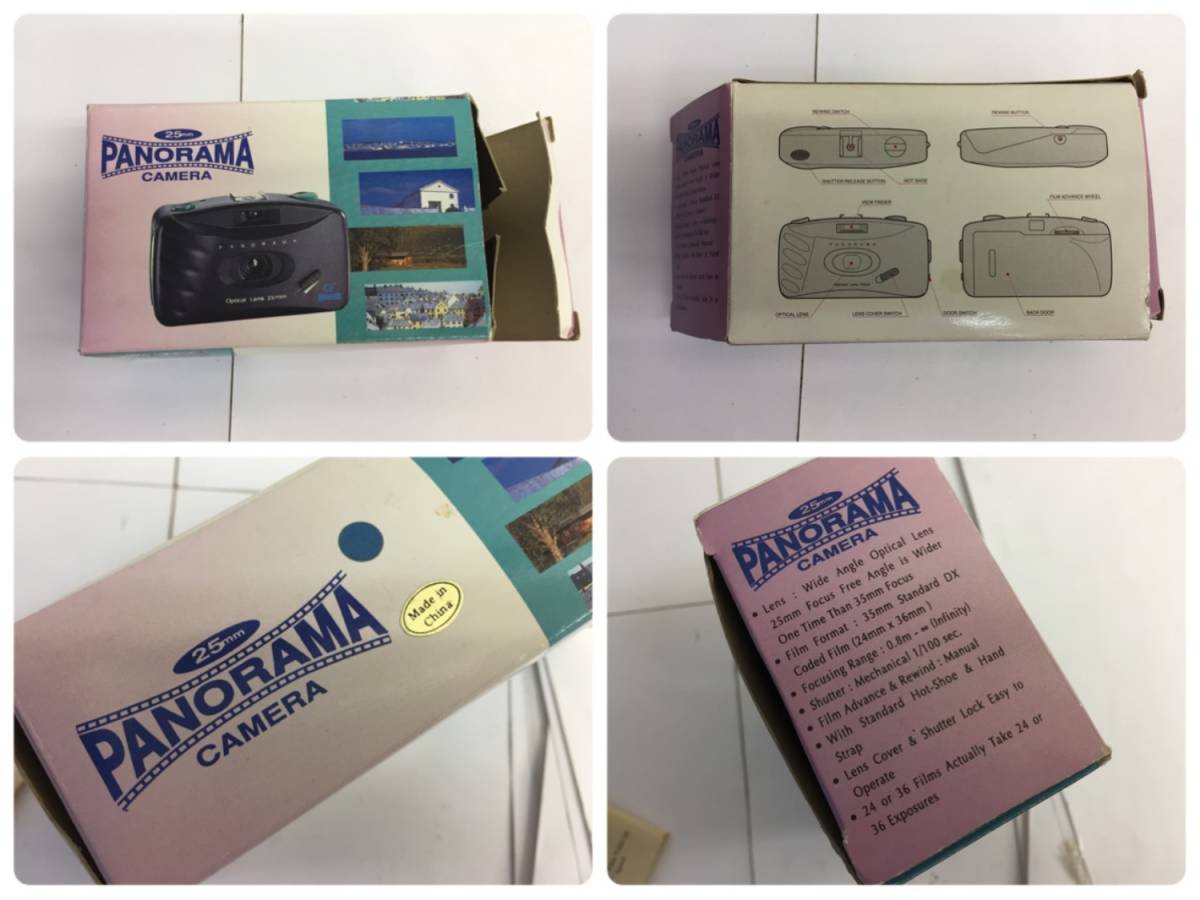 25mm
PANORAMA
CAMERA
PANORAMA
Optical Lens 25mm
PANORAMA
CAMERA
REWIND SWITCH
REWIND BUTTON
SHUTTER RELEASE BUTTON
HOT SHOE
VIEW FINDER
FILM ADVANCE WHEEL
PANORAMA
OPTICAL LENS
LENS COVER SWITCH
DOOR SWITCH
BACK DOOR
25mm
PANORAMA
CAMERA
Made in
China
25mm
PANORAMA
CAMERA
• Lens : Wide Angle Optical Lens
25mm Focus Free Angle is Wider
One Time Than 35mm Focus
• Film Format : 35mm Standard DX
Coded Film (24mm x 36mm)
• Focusing Range : 0.8m - ∞ (Infinity)
• Shutter : Mechanical 1/100 sec.
• Film Advance & Rewind : Manual
• With Standard Hot-Shoe & Hand
Strap
• Lens Cover & Shutter Lock Easy to
Operate
• 24 or 36 Films Actually Take 24 or
36 Exposures